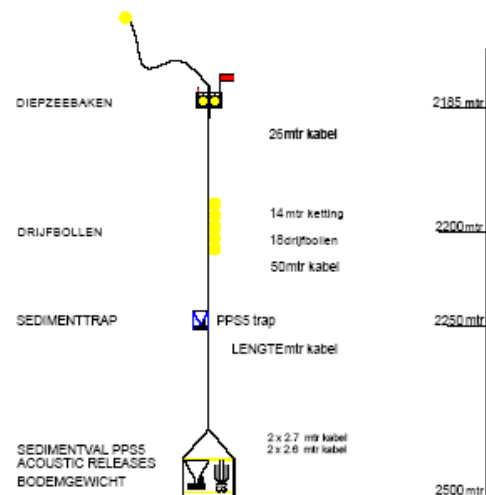 DIEPZEEBAKEN
2185 mtr
26mtr kabel
14 mtr ketting
DRIJFBOLLEN
2200mtr
18drijfbollen
50mtr kabel
SEDIMENTTRAP
PPS5 trap
2250 mtr
LENGTEmtr kabel
2 x 2.7 mtr kabel
2 x 2.6 mtr kabel
SEDIMENTVAL PPS5
ACOUSTIC RELEASES
BODEMGEWICHT
2500 mtr